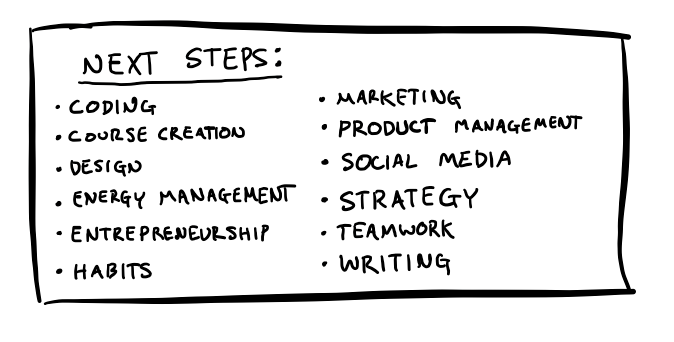 NEXT STEPS:
• CODING
• COURSE CREATION
• DESIGN
• ENERGY MANAGEMENT
• ENTREPRENEURSHIP
• HABITS
• MARKETING
• PRODUCT MANAGEMENT
• SOCIAL MEDIA
• STRATEGY
• TEAMWORK
• WRITING